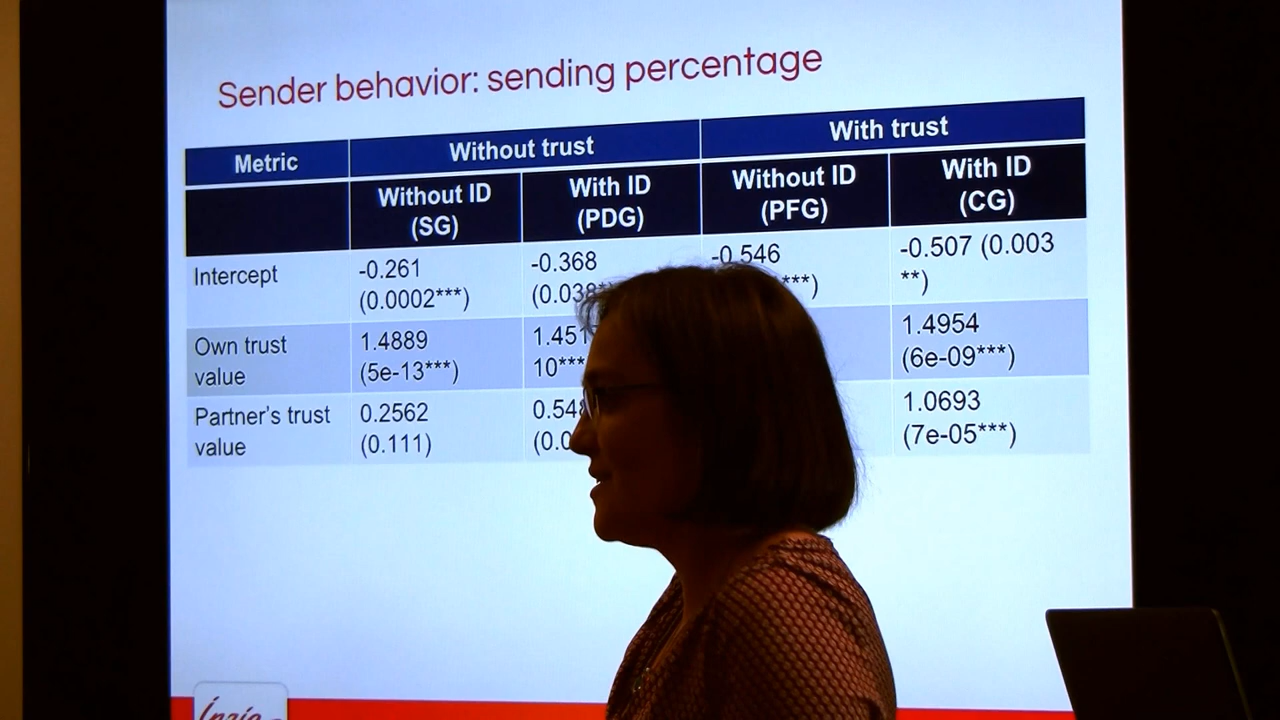 Sender behavior: sending percentage
Metric Without trust With trust
Without ID (SG) With ID (PDG) Without ID (PFG) With ID (CG)
Intercept -0.261 (0.0002***) -0.368 -0.546 -0.507 (0.003 **)
Own trust value 1.4889 (5e-13***) 10*** 1.4954 (6e-09***)
Partner's trust value 0.2562 (0.111) 1.0693 (7e-05***)